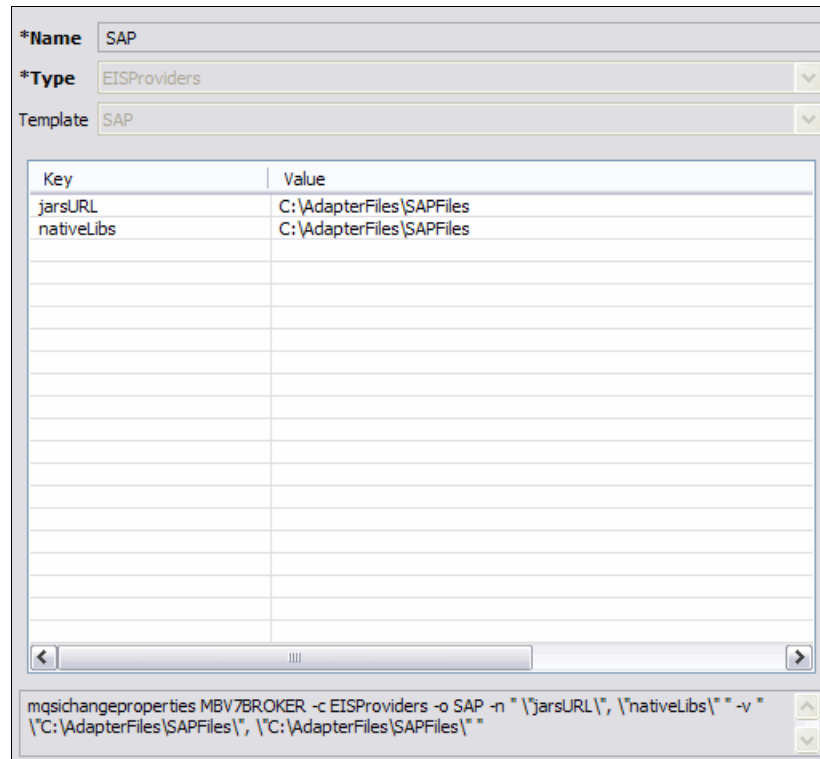 *Name SAP
*Type EISProviders
Template SAP
Key Value
jarsURL C:\AdapterFiles\SAPFiles
nativeLibs C:\AdapterFiles\SAPFiles
mqsichangeproperties MBV7BROKER -c EISProviders -o SAP -n " \"jarsURL\", \"nativeLibs\" " -v "
\"C:\AdapterFiles\SAPFiles\", \"C:\AdapterFiles\SAPFiles\" "